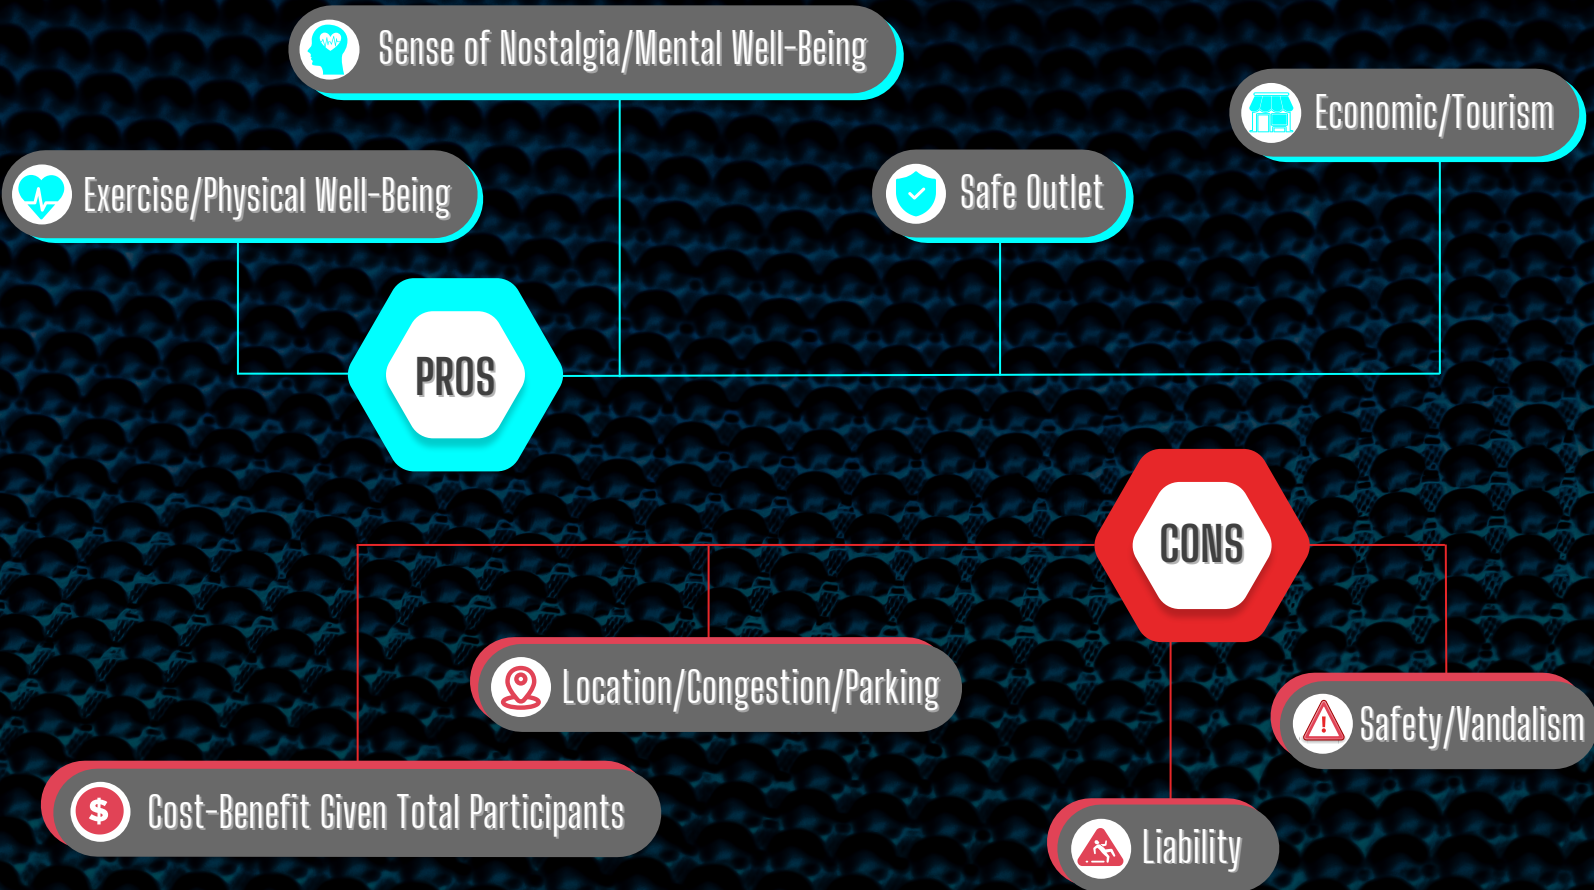 Sense of Nostalgia/Mental Well-Being
Economic/Tourism
Exercise/Physical Well-Being
Safe Outlet
PROS
CONS
Location/Congestion/Parking
Safety/Vandalism
Cost-Benefit Given Total Participants
$
Liability